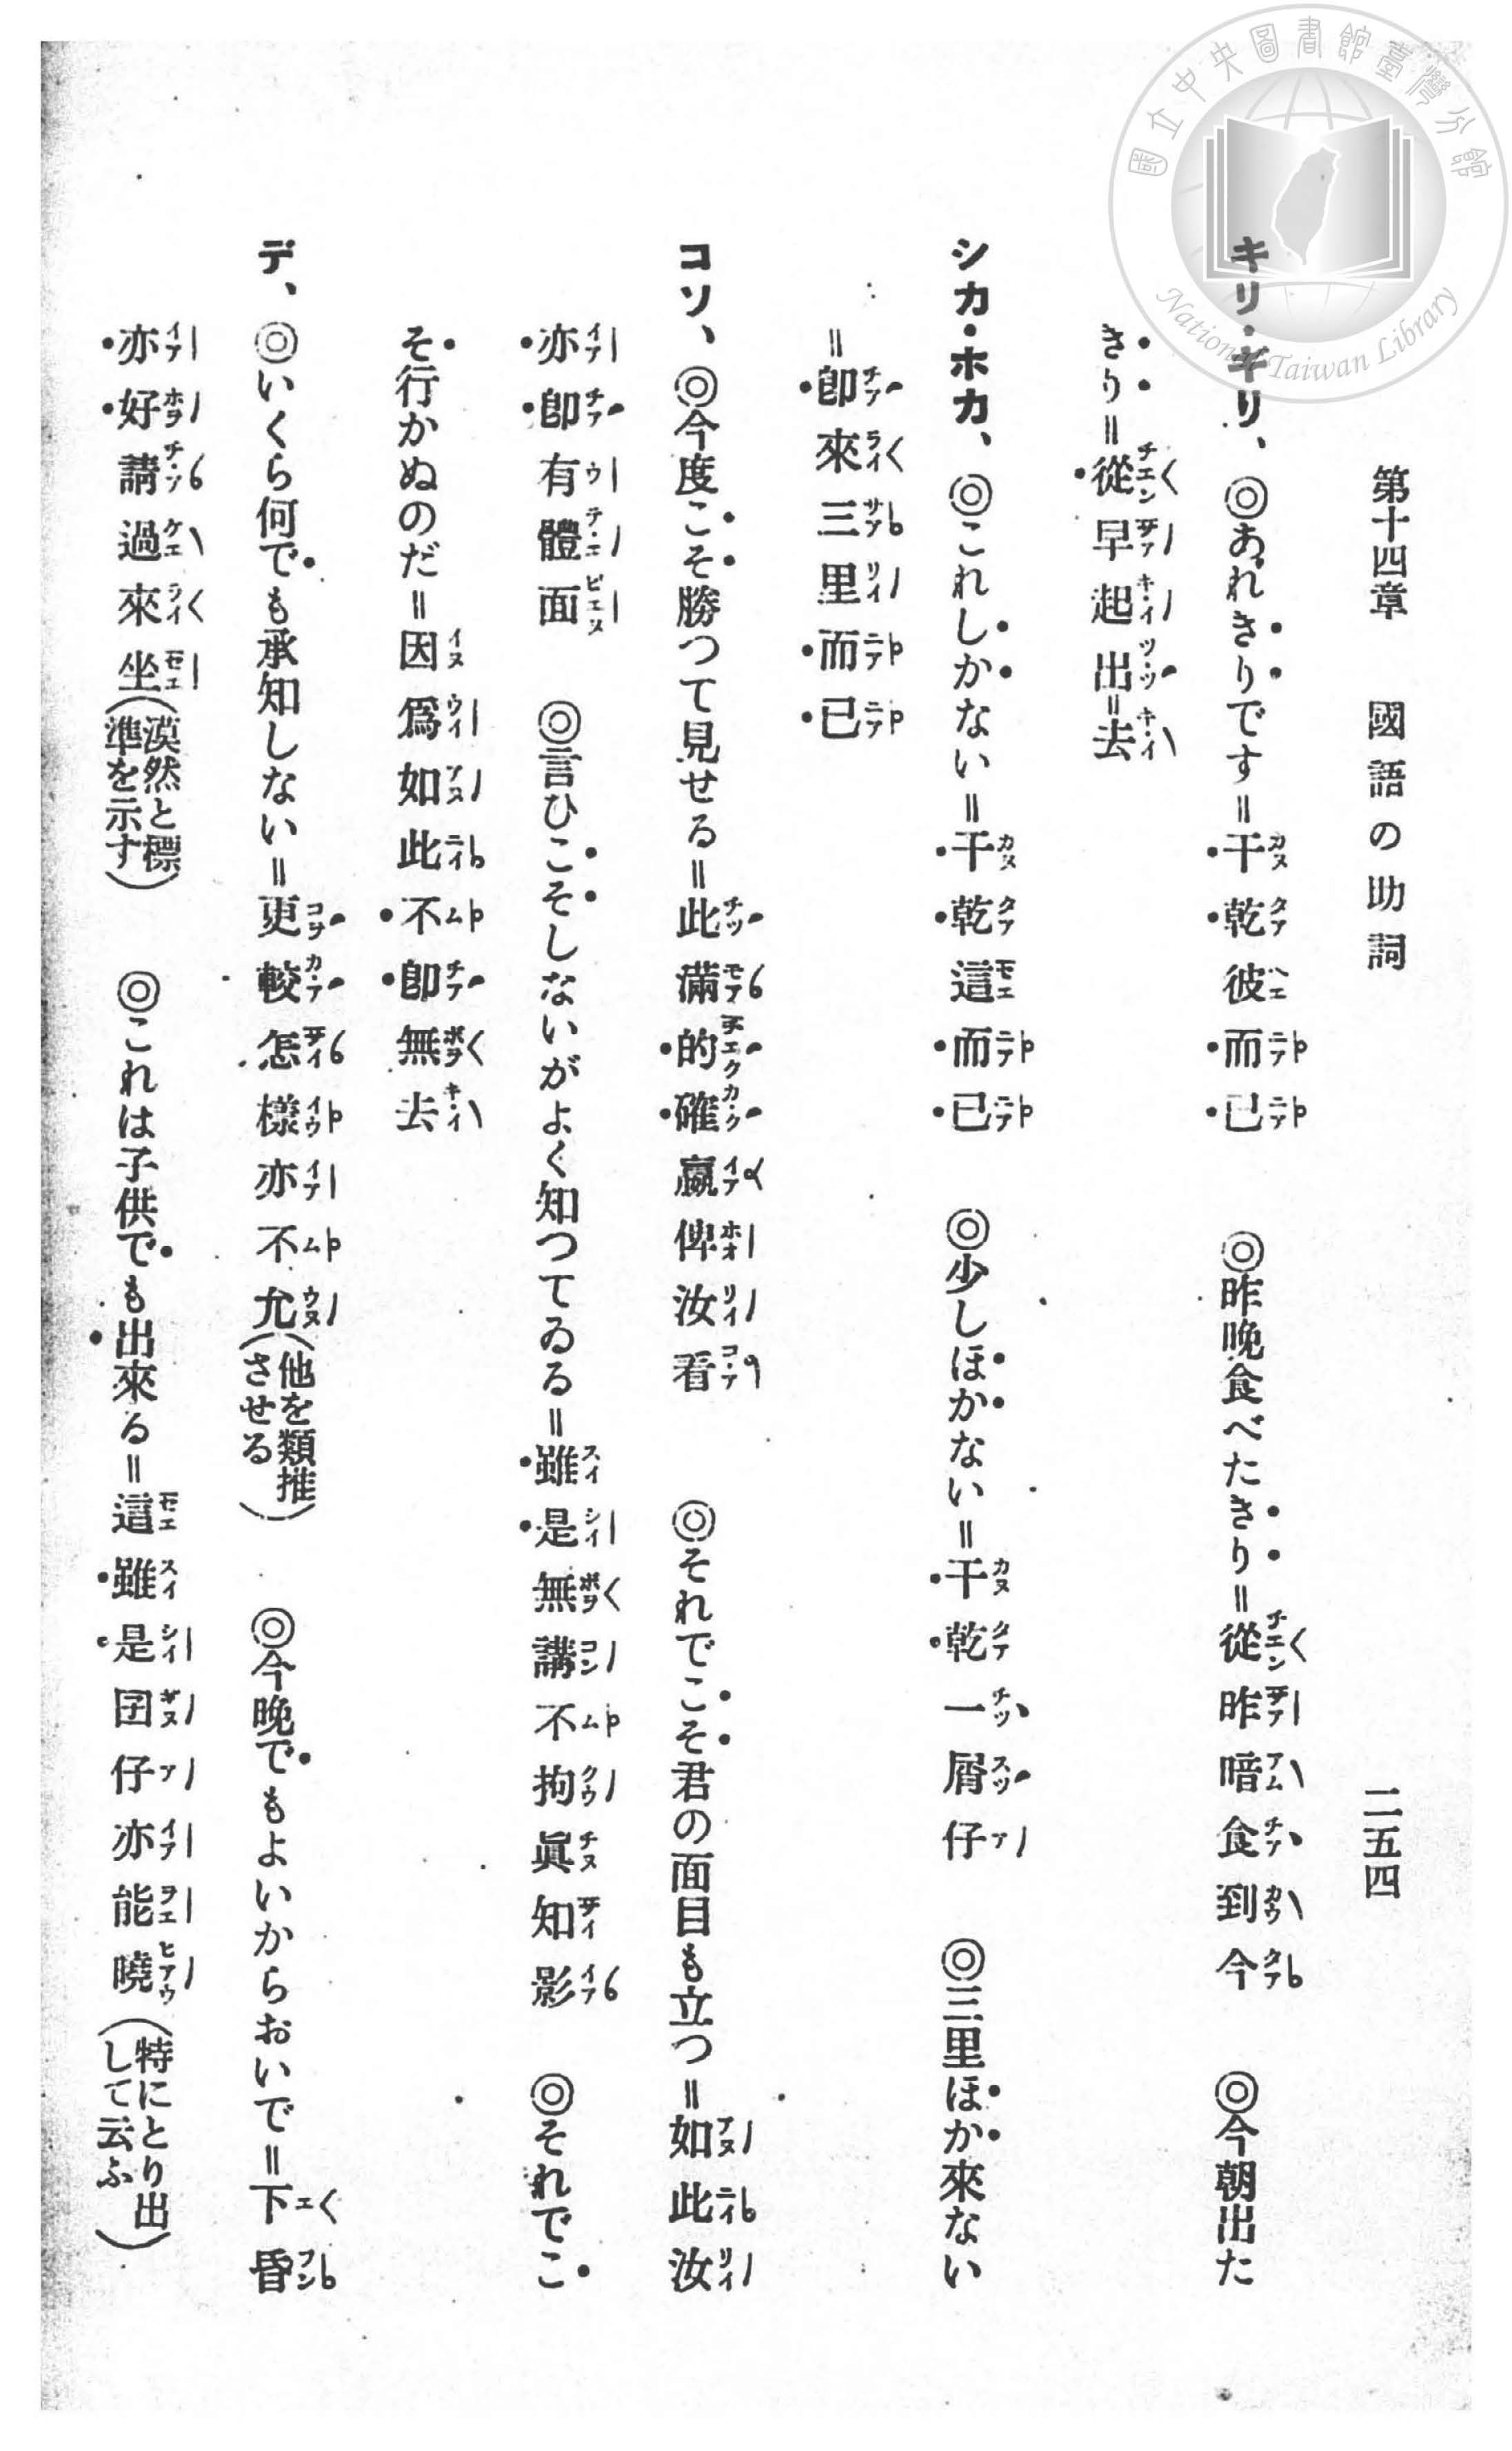 國立中央圖書館臺灣分館
National Taiwan Library
第十四章 國語の助詞 二五四
キリ・ギリ、◎あれきりです＝干乾彼而已 ◎昨晚食べたきり＝從昨暗食到今 ◎今朝出た
きり＝從早起出＝去
シカ・ホカ、◎これしかない＝干乾這而已 ◎少しほかない＝干乾一屑仔 ◎三里ほか來ない
＝卽來三里而已
コソ、◎今度こそ勝つて見せる＝此滿的確嬴俾汝看 ◎それでこそ君の面目も立つ＝如此汝
亦卽有體面 ◎言ひこそしないがよく知つてゐる＝雖是無講不拘眞知影 ◎それでこ
そ行かぬのだ＝因爲如此不卽無去
デ、◎いくら何でも承知しない＝更較怎樣亦不允（他を類推させる） ◎今晚でもよいからおいで＝下昏
亦好請過來坐（漠然と標準を示す） ◎これは子供でも出來る＝這雖是囝仔亦能曉（特にとり出して云ふ）